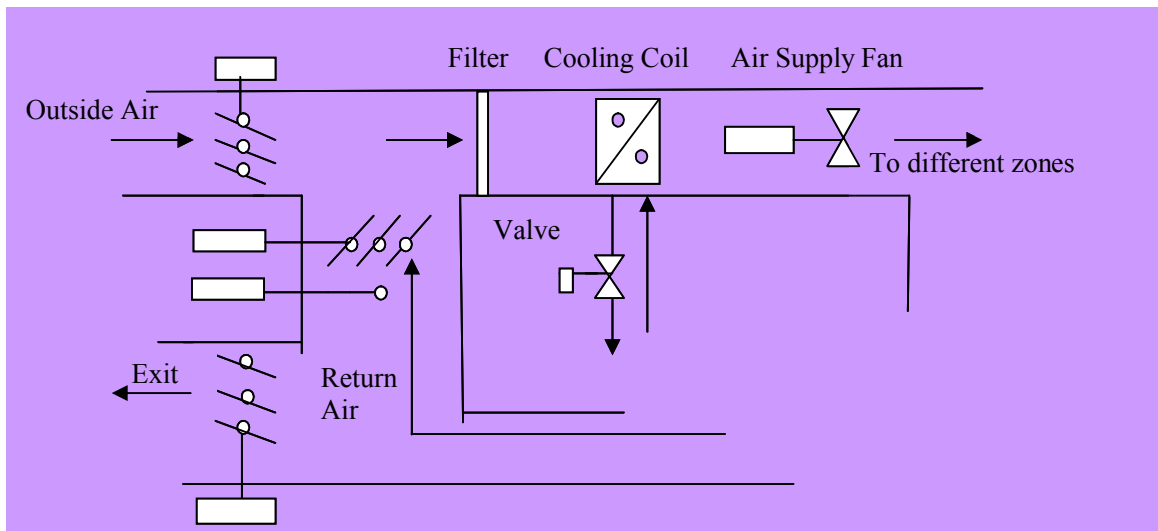 Filter
Cooling Coil
Air Supply Fan
Outside Air
To different zones
Valve
Exit
Return
Air